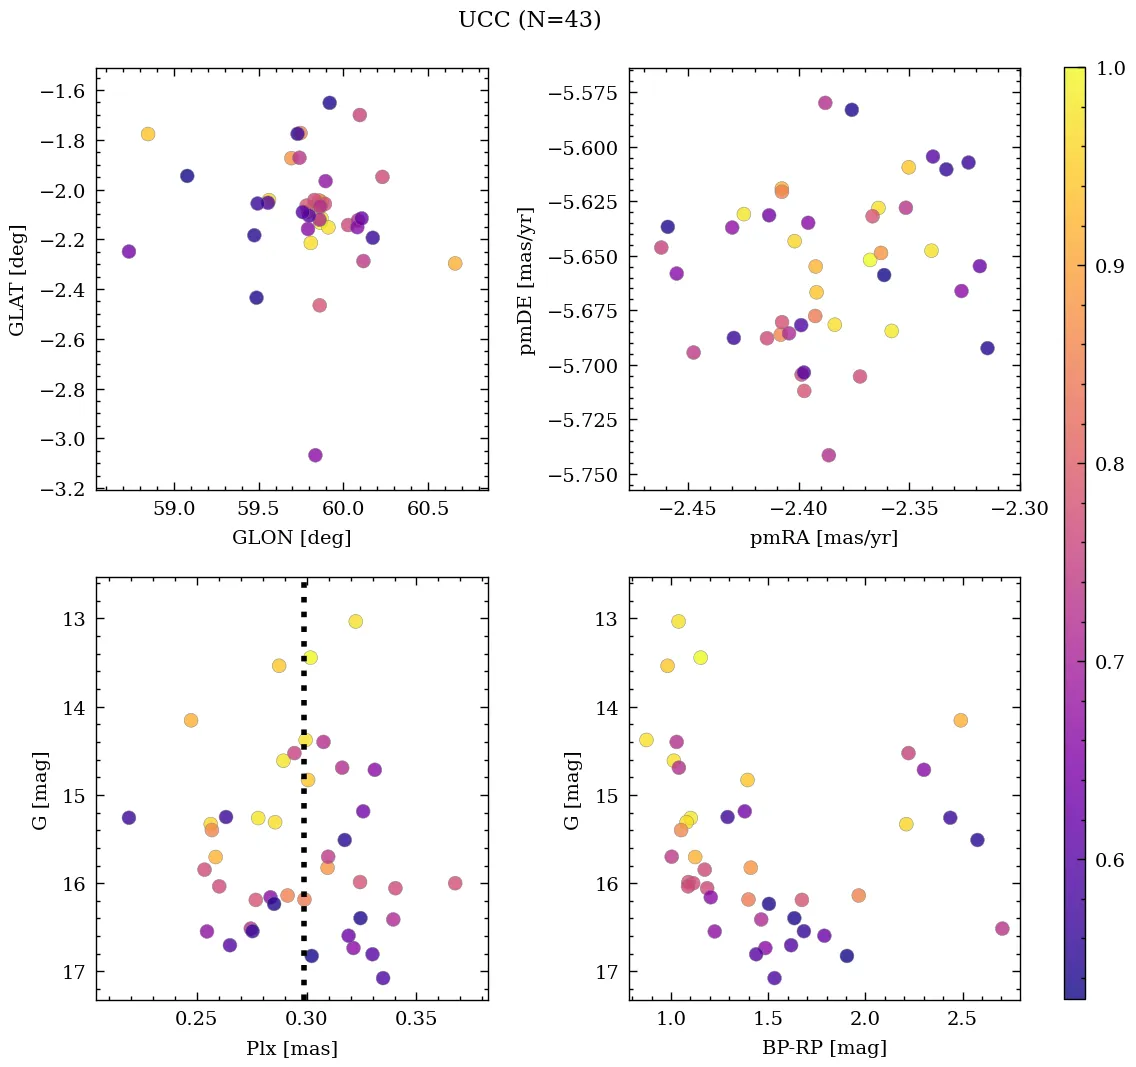 UCC (N=43)
−1.6
−1.8
−2.0
−2.2
−2.4
−2.6
−2.8
−3.0
−3.2
GLAT [deg]
59.0 59.5 60.0 60.5
GLON [deg]
−5.575
−5.600
−5.625
−5.650
−5.675
−5.700
−5.725
−5.750
pmDE [mas/yr]
−2.45 −2.40 −2.35 −2.30
pmRA [mas/yr]
13
14
15
16
17
G [mag]
0.25 0.30 0.35
Plx [mas]
13
14
15
16
17
G [mag]
1.0 1.5 2.0 2.5
BP-RP [mag]
1.0
0.9
0.8
0.7
0.6